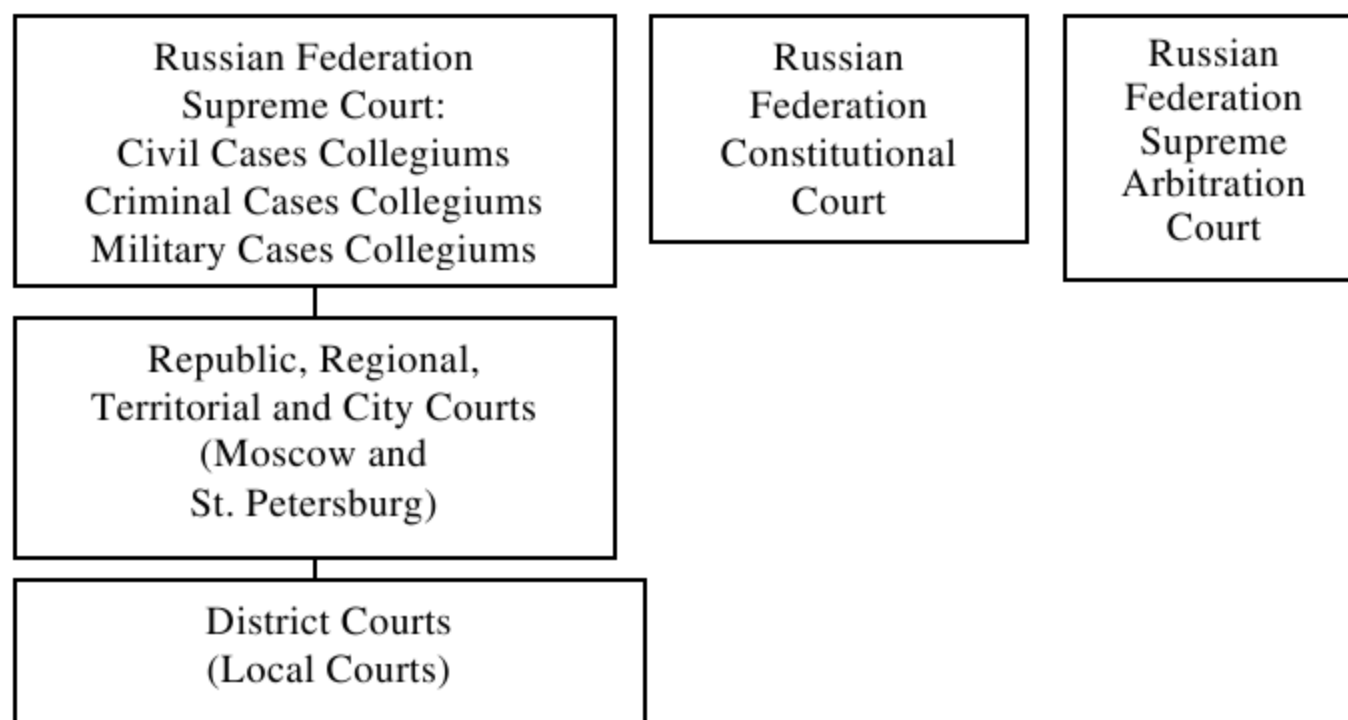 Russian Federation
Supreme Court:
Civil Cases Collegiums
Criminal Cases Collegiums
Military Cases Collegiums
Russian
Federation
Constitutional
Court
Russian
Federation
Supreme
Arbitration
Court
Republic, Regional,
Territorial and City Courts
(Moscow and
St. Petersburg)
District Courts
(Local Courts)